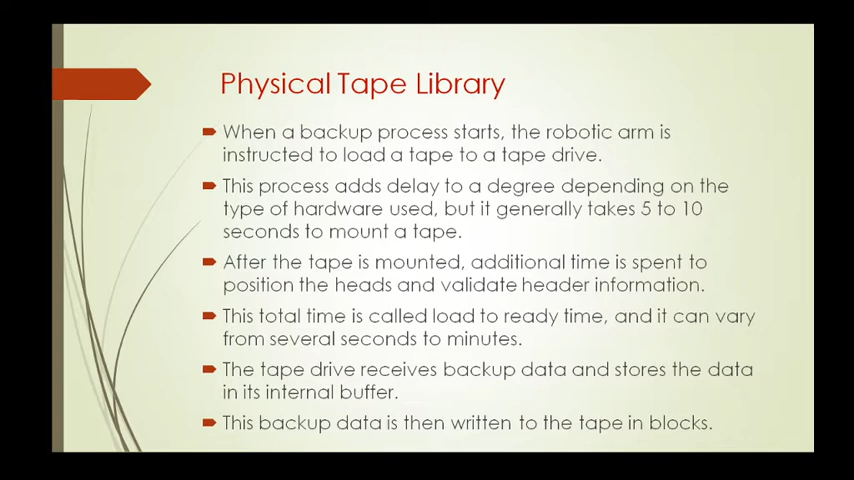 Physical Tape Library
When a backup process starts, the robotic arm is
instructed to load a tape to a tape drive.
This process adds delay to a degree depending on the
type of hardware used, but it generally takes 5 to 10
seconds to mount a tape.
After the tape is mounted, additional time is spent to
position the heads and validate header information.
This total time is called load to ready time, and it can vary
from several seconds to minutes.
The tape drive receives backup data and stores the data
in its internal buffer.
This backup data is then written to the tape in blocks.